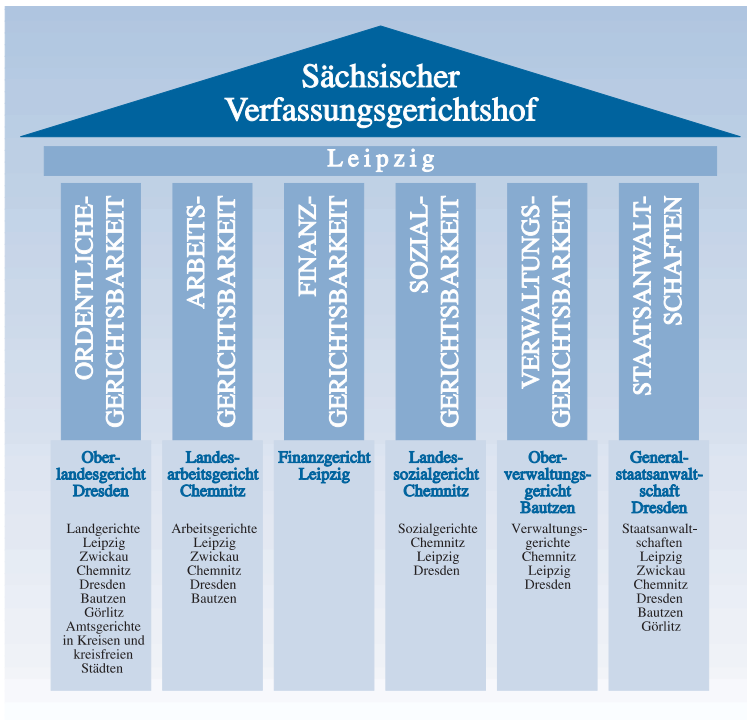 Sächsischer
Verfassungsgerichtshof
Leipzig
ORDENTLICHE-
GERICHTSBARKEIT
ARBEITS-
GERICHTSBARKEIT
FINANZ-
GERICHTSBARKEIT
SOZIAL-
GERICHTSBARKEIT
VERWALTUNGS-
GERICHTSBARKEIT
STAATSANWALT-
SCHAFTEN
Ober-
landesgericht
Dresden
Landgerichte
Leipzig
Zwickau
Chemnitz
Dresden
Bautzen
Görlitz
Amtsgerichte
in Kreisen und
kreisfreien
Städten
Landes-
arbeitsgericht
Chemnitz
Arbeitsgerichte
Leipzig
Zwickau
Chemnitz
Dresden
Bautzen
Finanzgericht
Leipzig
Landes-
sozialgericht
Chemnitz
Sozialgerichte
Chemnitz
Leipzig
Dresden
Ober-
verwaltungs-
gericht
Bautzen
Verwaltungs-
gerichte
Chemnitz
Leipzig
Dresden
General-
staatsanwalt-
schaft
Dresden
Staatsanwalt-
schaften
Leipzig
Zwickau
Chemnitz
Dresden
Bautzen
Görlitz